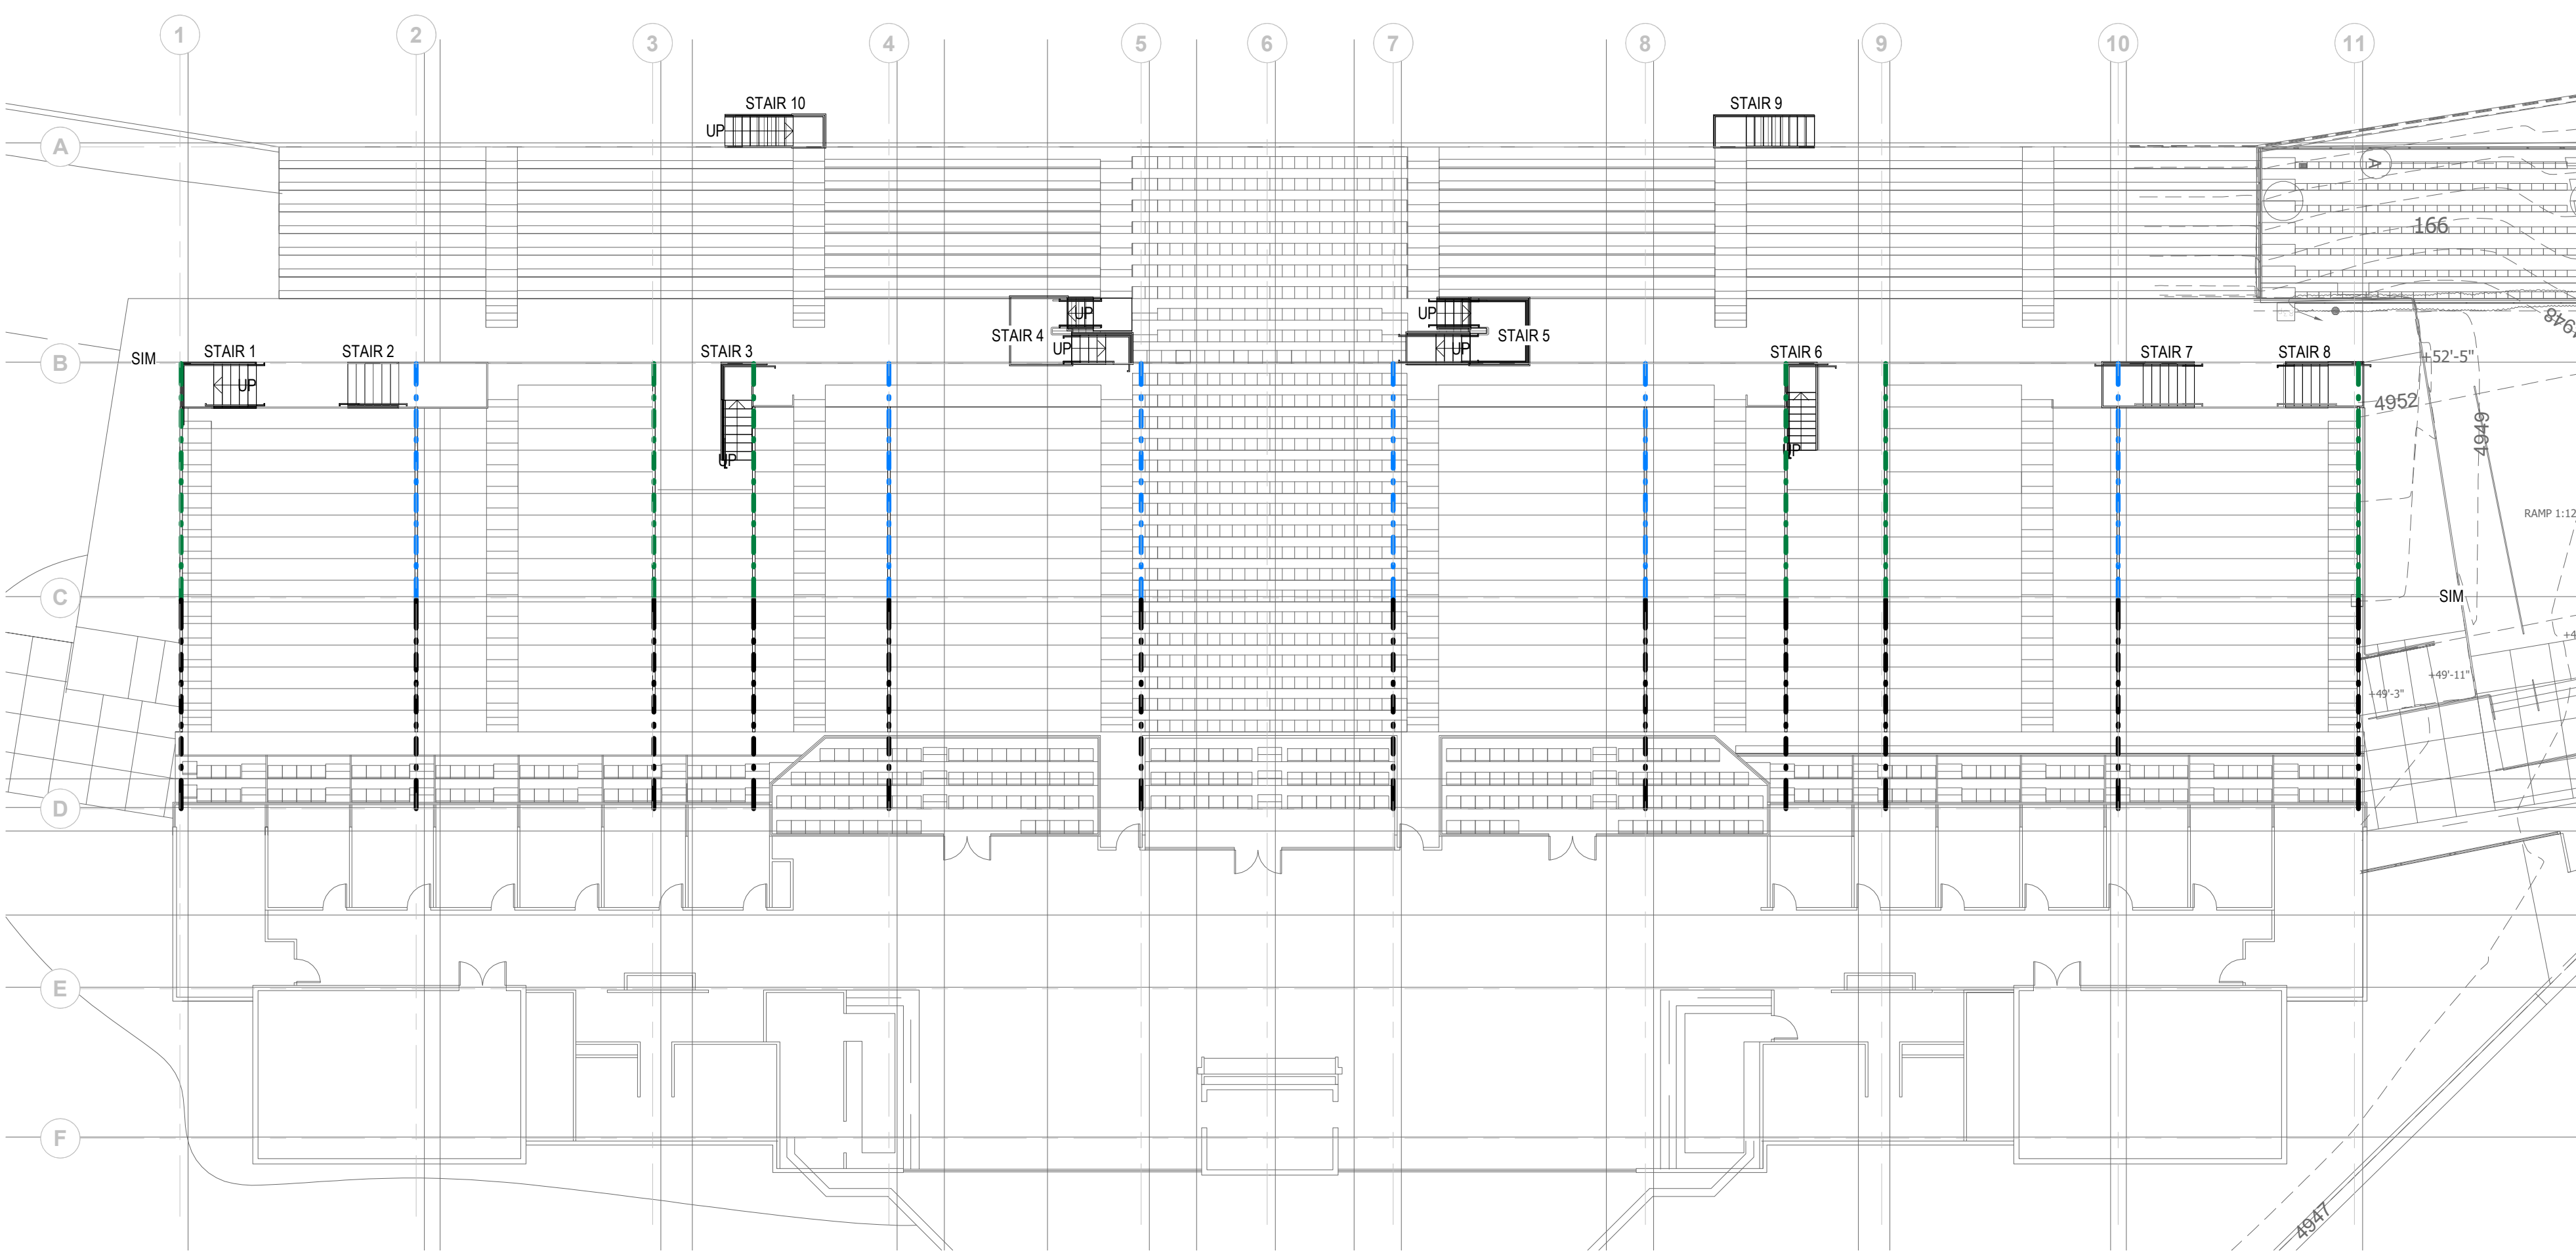 1 2 3 4 5 6 7 8 9 10 11
STAIR 10
STAIR 9
UP
A
A
166
UP
UP
STAIR 4
STAIR 5
UP
UP
SIM
STAIR 1
STAIR 2
STAIR 3
STAIR 6
STAIR 7
STAIR 8
+52'-5"
B
UP
4952
4949
UP
UP
RAMP 1:12
C
SIM
+49'-11"
+49'-3"
D
E
F
4947